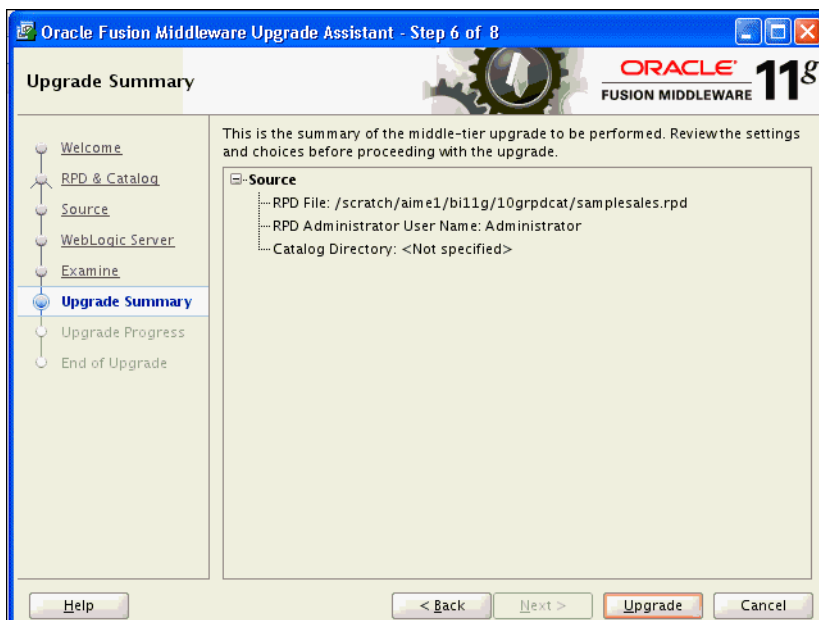 Oracle Fusion Middleware Upgrade Assistant - Step 6 of 8
Upgrade Summary
ORACLE
FUSION MIDDLEWARE
11g
Welcome
RPD & Catalog
Source
WebLogic Server
Examine
Upgrade Summary
Upgrade Progress
End of Upgrade
This is the summary of the middle-tier upgrade to be performed. Review the settings
and choices before proceeding with the upgrade.
Source
RPD File: /scratch/aime1/bi11g/10grpdcat/samplesales.rpd
RPD Administrator User Name: Administrator
Catalog Directory: <Not specified>
Help
< Back
Next >
Upgrade
Cancel